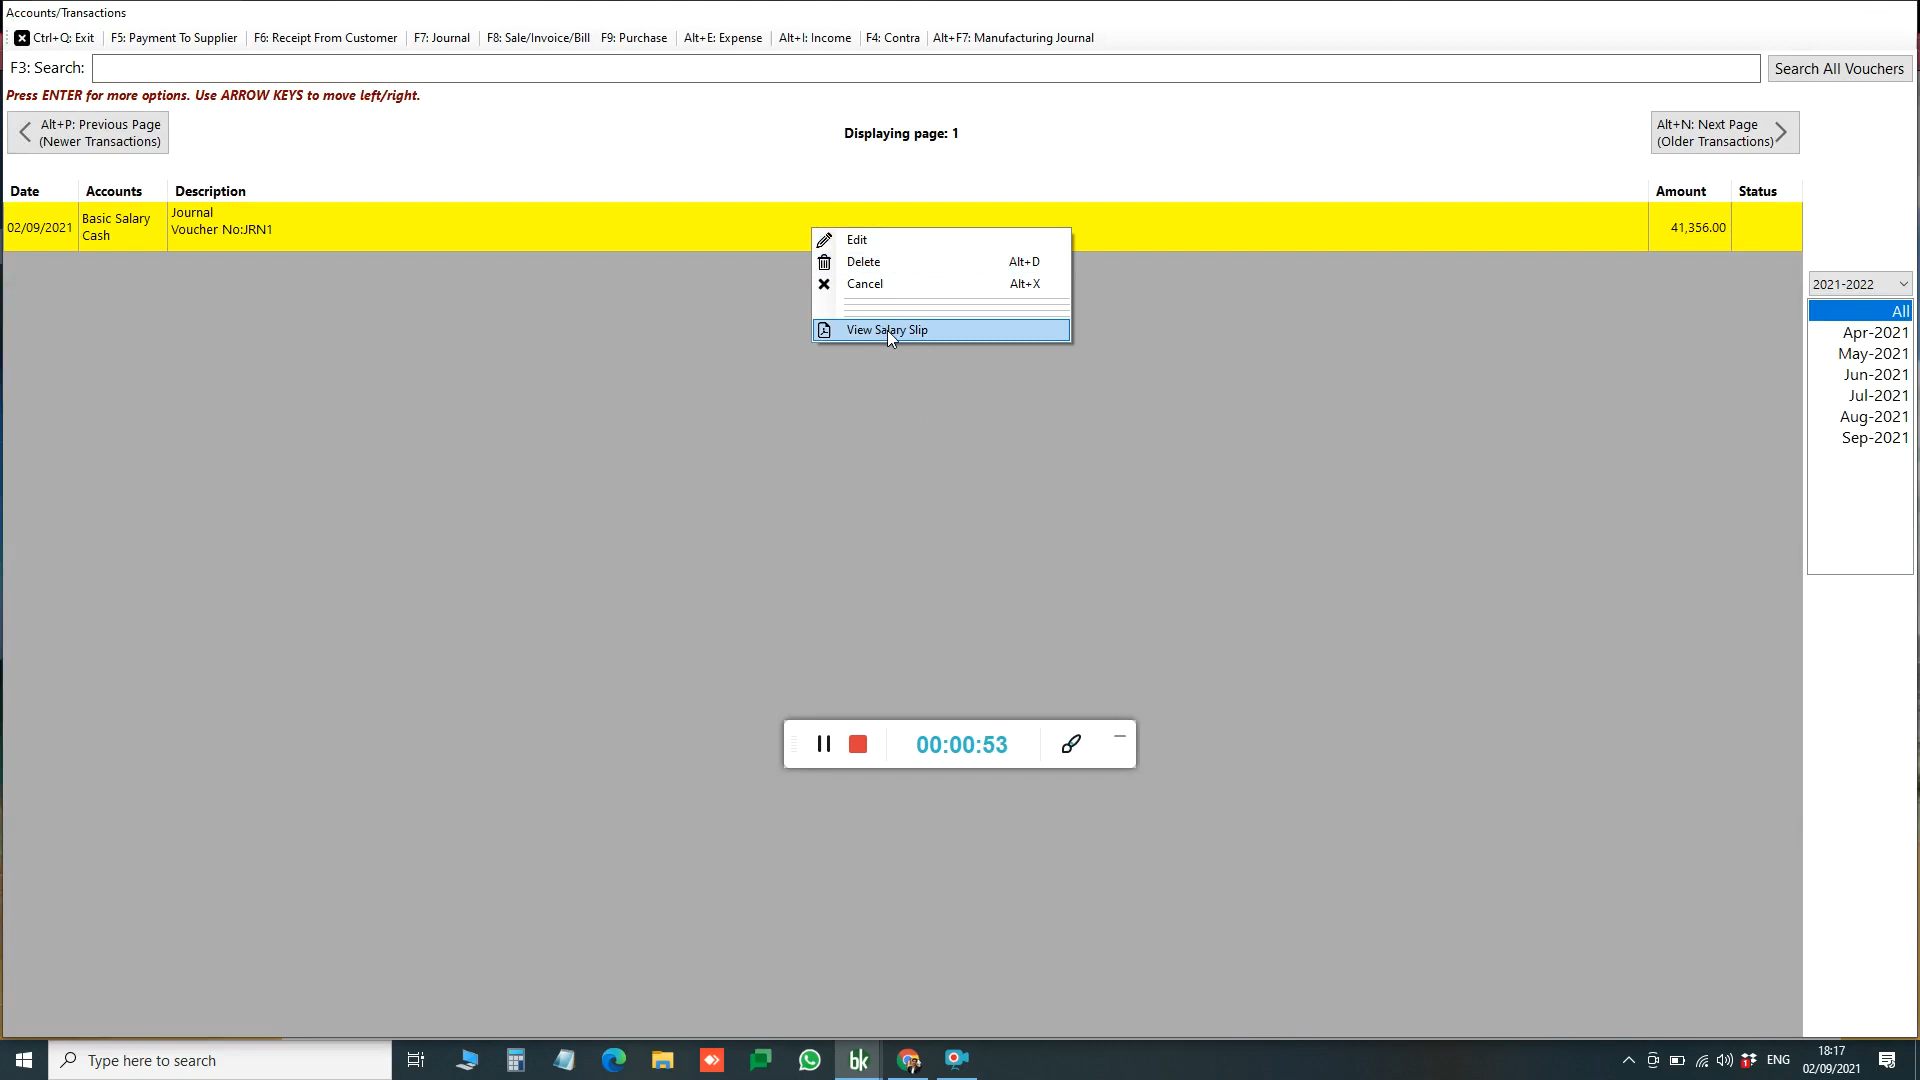 Accounts/Transactions
Ctrl+Q: Exit F5: Payment To Supplier F6: Receipt From Customer F7: Journal F8: Sale/Invoice/Bill F9: Purchase Alt+E: Expense Alt+I: Income F4: Contra Alt+F7: Manufacturing Journal
F3: Search: Search All Vouchers
Press ENTER for more options. Use ARROW KEYS to move left/right.
Alt+P: Previous Page
(Newer Transactions)
Displaying page: 1
Alt+N: Next Page
(Older Transactions)
Date Accounts Description Amount Status
02/09/2021
Basic Salary
Cash
Journal
Voucher No:JRN1
41,356.00
Edit
Delete Alt+D
Cancel Alt+X
View Salary Slip
2021-2022
All
Apr-2021
May-2021
Jun-2021
Jul-2021
Aug-2021
Sep-2021
00:00:53
Type here to search
bk
1
ENG
18:17
02/09/2021